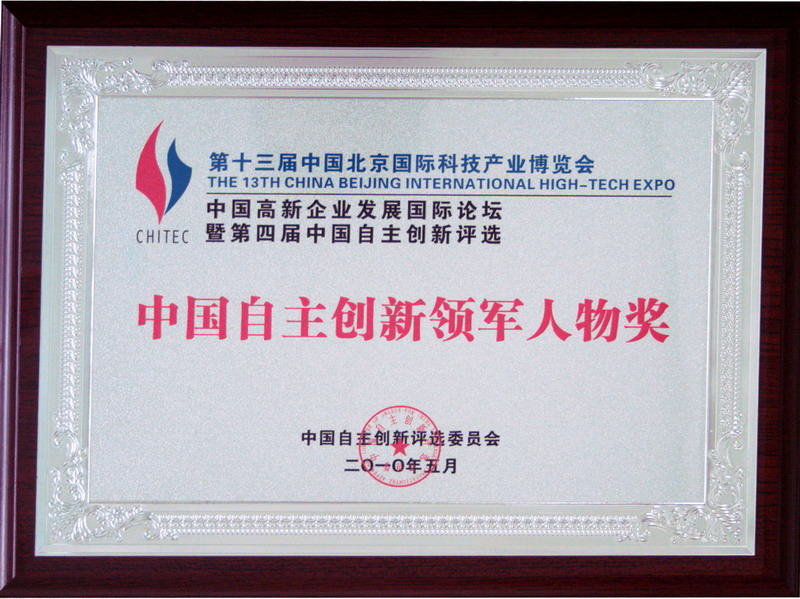 第十三届中国北京国际科技产业博览会
THE 13TH CHINA BEIJING INTERNATIONAL HIGH-TECH EXPO
中国高新企业发展国际论坛
暨第四届中国自主创新评选
CHITEC
中国自主创新领军人物奖
中国自主创新评选委员会
二〇一〇年五月